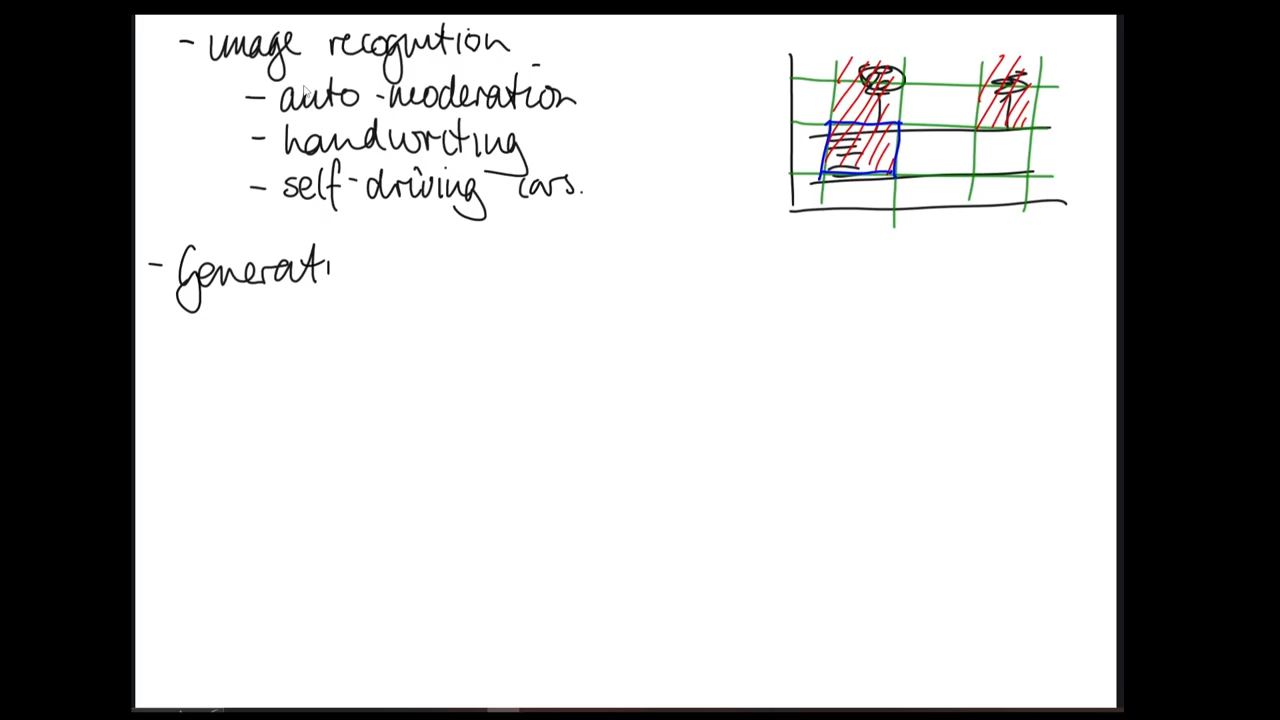 - image recognition
- auto-moderation
- handwriting
- self-driving cars.
- Generati